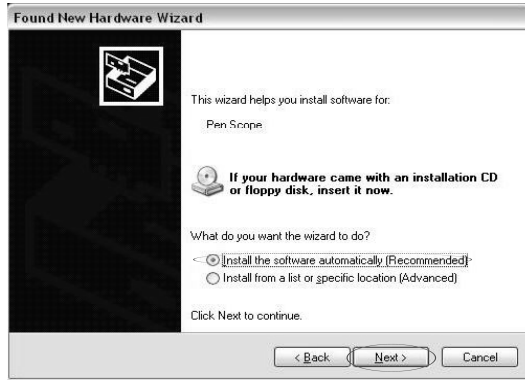 Found New Hardware Wizard
This wizard helps you install software for:
Pen Scope
If your hardware came with an installation CD
or floppy disk, insert it now.
What do you want the wizard to do?
Install the software automatically (Recommended)
Install from a list or specific location (Advanced)
Click Next to continue.
< Back Next > Cancel